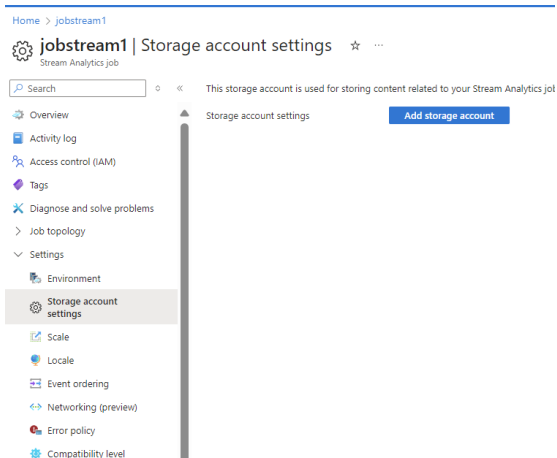 Home > jobstream1
jobstream1 | Storage account settings
Stream Analytics job
Search
This storage account is used for storing content related to your Stream Analytics job
Storage account settings
Add storage account
Overview
Activity log
Access control (IAM)
Tags
Diagnose and solve problems
Job topology
Settings
Environment
Storage account
settings
Scale
Locale
Event ordering
Networking (preview)
Error policy
Compatibility level